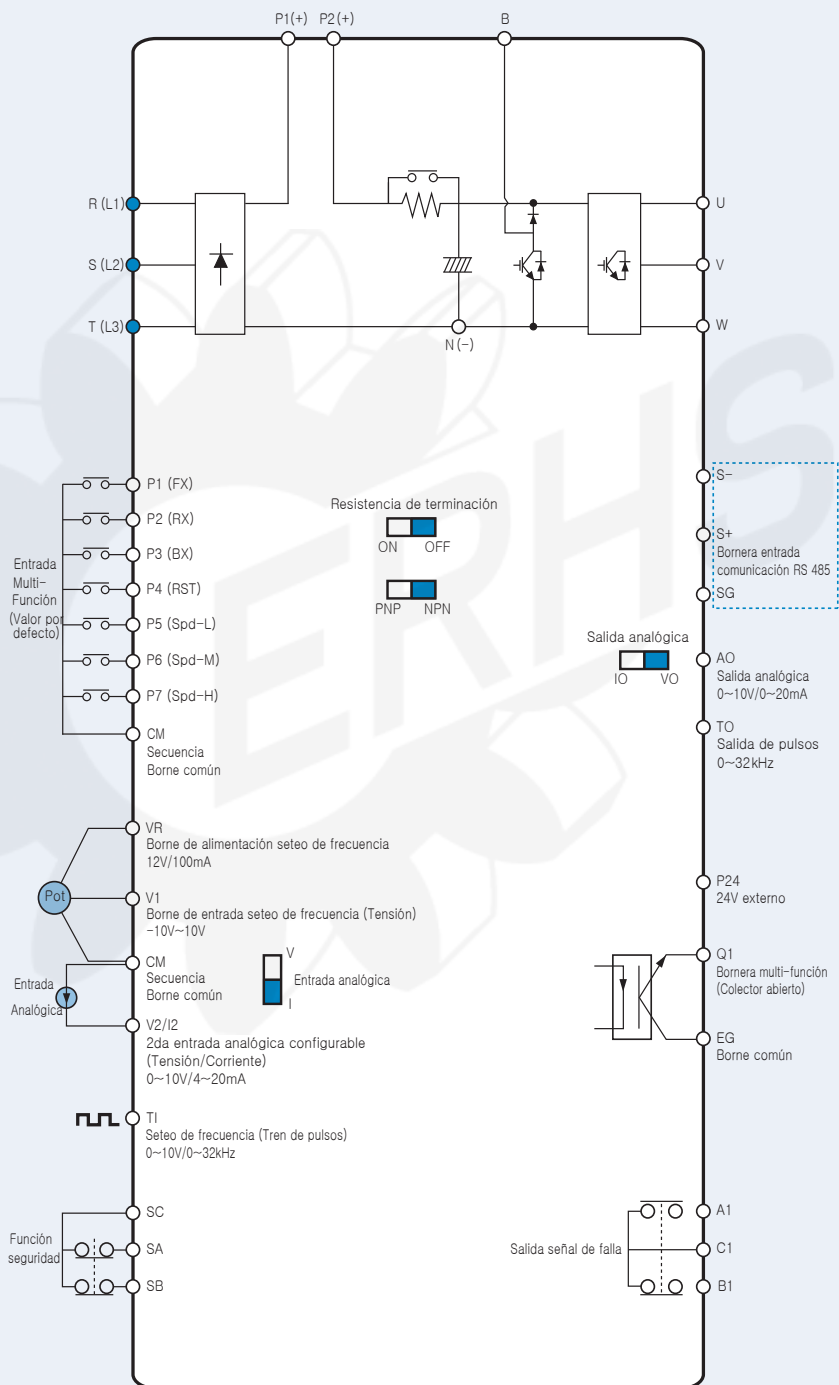 P1(+) P2(+) B
R (L1)
S (L2)
T (L3)
U
V
W
N (-)
Entrada
Multi-
Función
(Valor por
defecto)
P1 (FX)
P2 (RX)
P3 (BX)
P4 (RST)
P5 (Spd-L)
P6 (Spd-M)
P7 (Spd-H)
CM
Secuencia
Borne común
Resistencia de terminación
ON OFF
PNP NPN
S-
S+
Bornera entrada
comunicación RS 485
SG
Salida analógica
IO VO
AO
Salida analógica
0~10V/0~20mA
TO
Salida de pulsos
0~32kHz
Pot
VR
Borne de alimentación seteo de frecuencia
12V/100mA
V1
Borne de entrada seteo de frecuencia (Tensión)
-10V~10V
CM
Secuencia
Borne común
V
Entrada analógica
I
Entrada
Analógica
V2/I2
2da entrada analógica configurable
(Tensión/Corriente)
0~10V/4~20mA
P24
24V externo
Q1
Bornera multi-función
(Colector abierto)
EG
Borne común
TI
Seteo de frecuencia (Tren de pulsos)
0~10V/0~32kHz
Función
seguridad
SC
SA
SB
Salida señal de falla
A1
C1
B1
ERHS